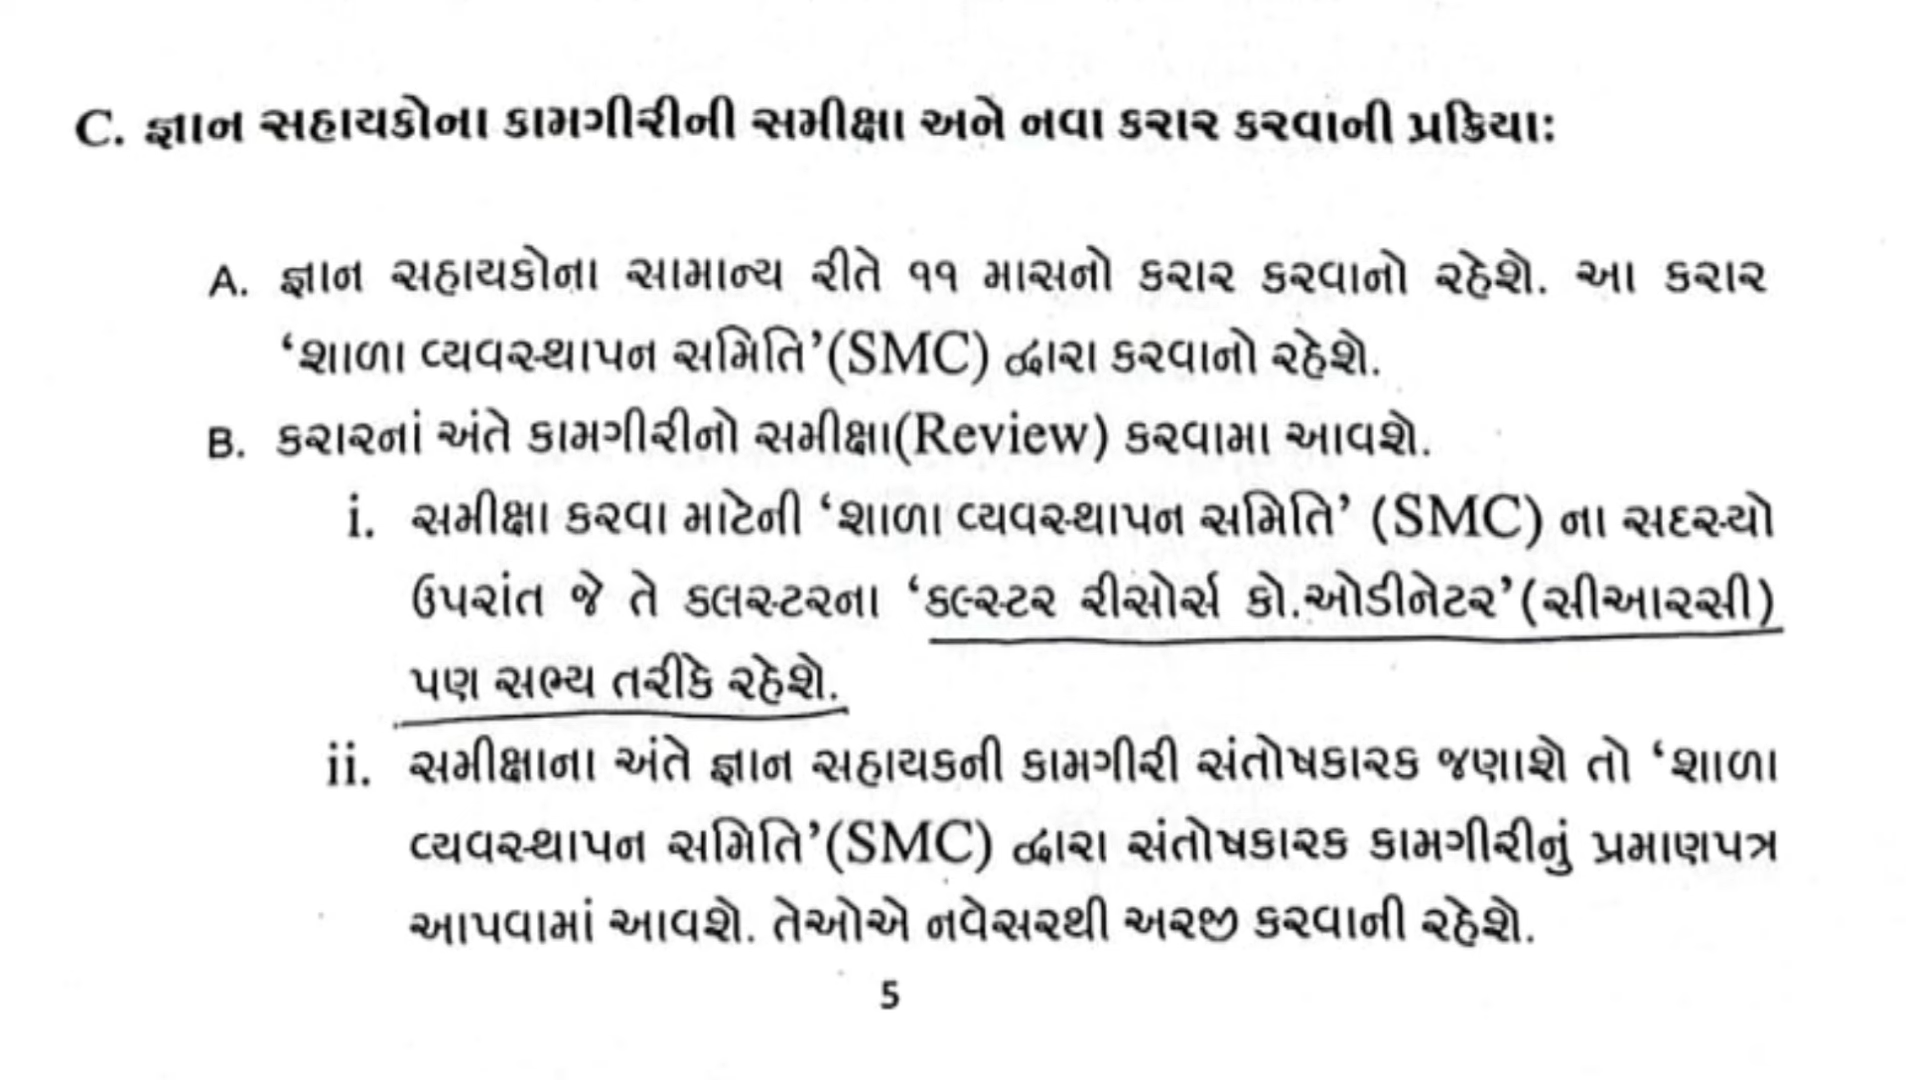 C. જ્ઞાન સહાયકોના કામગીરીની સમીક્ષા અને નવા કરાર કરવાની પ્રક્રિયાઃ
A. જ્ઞાન સહાયકોના સામાન્ય રીતે ૧૧ માસનો કરાર કરવાનો રહેશે. આ કરાર
‘શાળા વ્યવસ્થાપન સમિતિ’(SMC) દ્વારા કરવાનો રહેશે.
B. કરારનાં અંતે કામગીરીનો સમીક્ષા(Review) કરવામા આવશે.
i. સમીક્ષા કરવા માટેની ‘શાળા વ્યવસ્થાપન સમિતિ’ (SMC) ના સદસ્યો
ઉપરાંત જે તે કલસ્ટરના ‘કલ્સ્ટર રીસોર્સ કો.ઓડીનેટર’(સીઆરસી)
પણ સભ્ય તરીકે રહેશે.
ii. સમીક્ષાના અંતે જ્ઞાન સહાયકની કામગીરી સંતોષકારક જણાશે તો ‘શાળા
વ્યવસ્થાપન સમિતિ’(SMC) દ્વારા સંતોષકારક કામગીરીનું પ્રમાણપત્ર
આપવામાં આવશે. તેઓએ નવેસરથી અરજી કરવાની રહેશે.
5